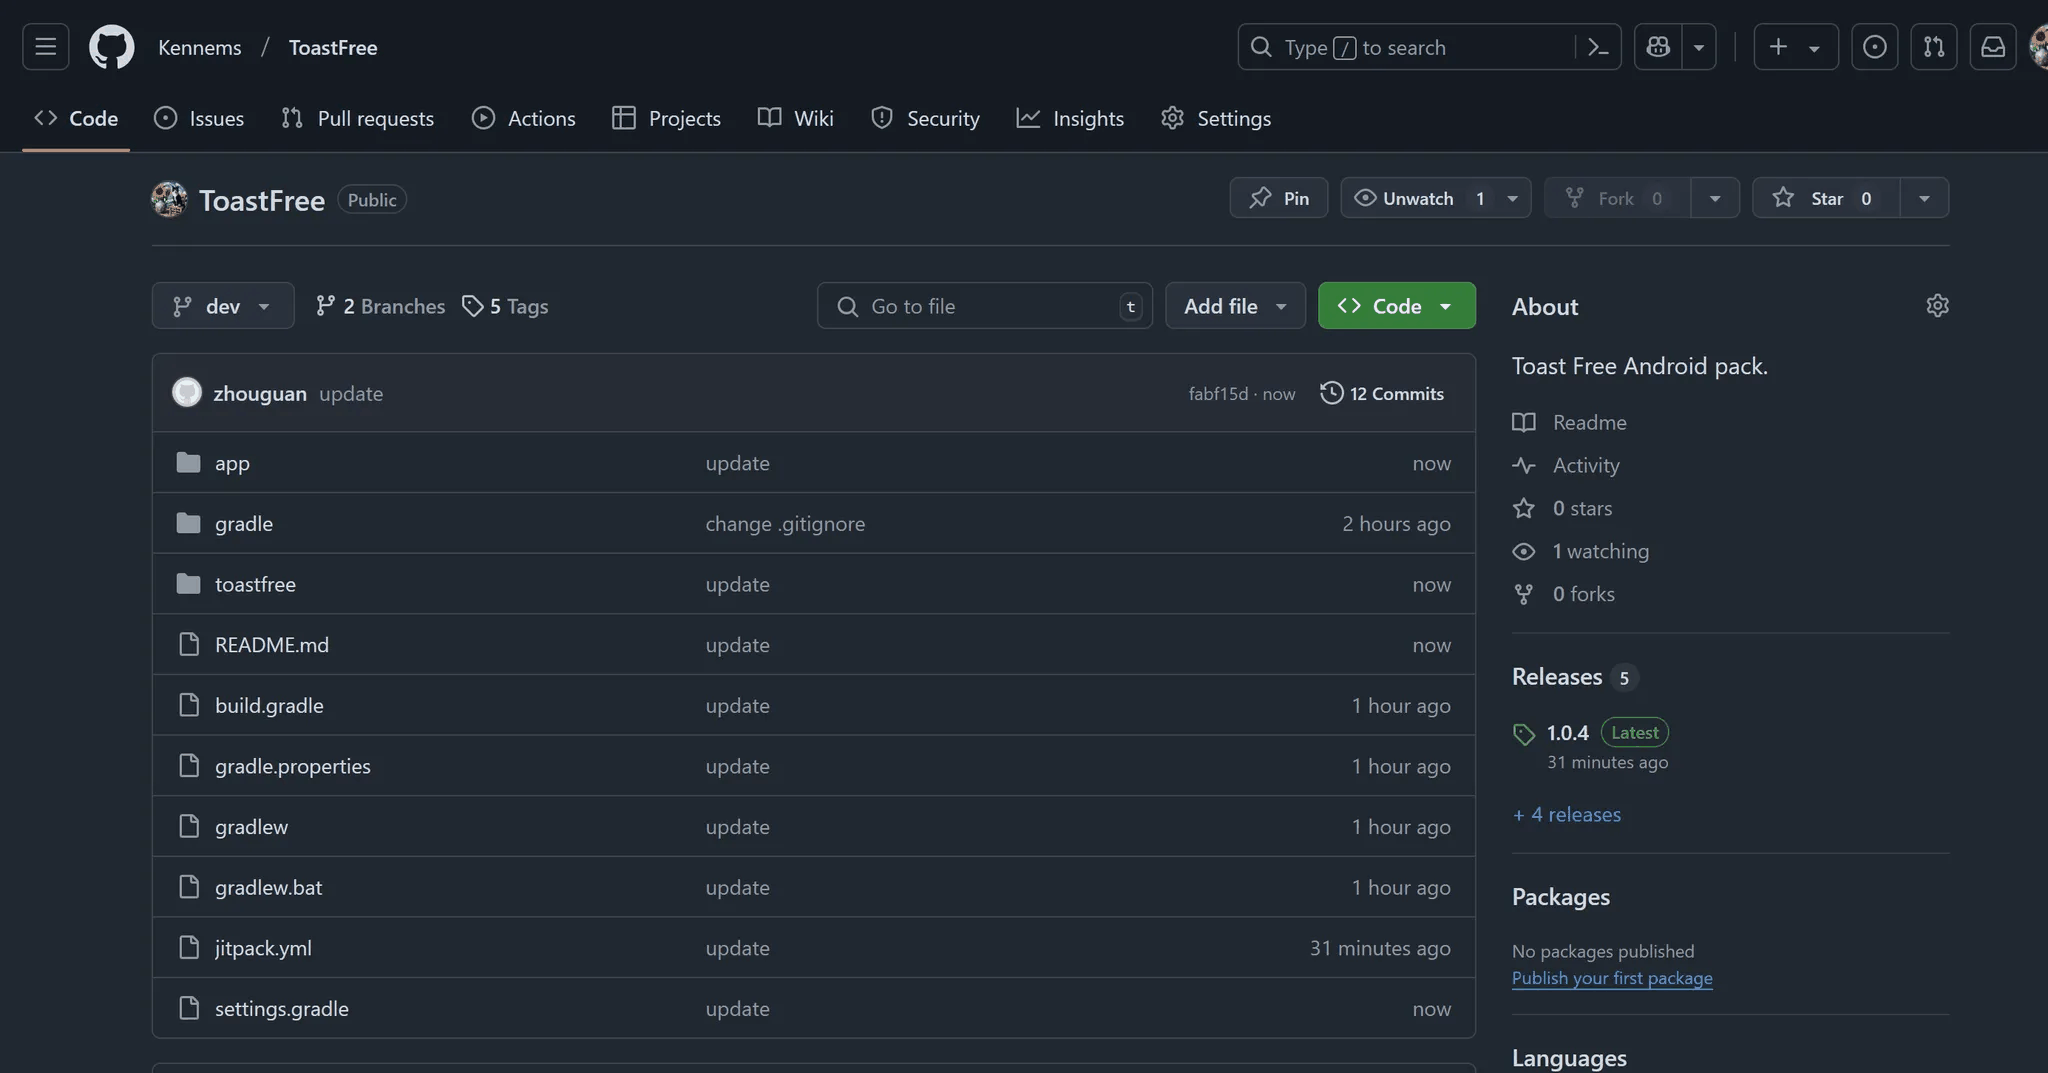 Kennems / ToastFree
Type / to search
Code Issues Pull requests Actions Projects Wiki Security Insights Settings
ToastFree Public
Pin Unwatch 1 Fork 0 Star 0
dev 2 Branches 5 Tags
Go to file t Add file Code
zhouguan update fabf15d · now 12 Commits
app update now
gradle change .gitignore 2 hours ago
toastfree update now
README.md update now
build.gradle update 1 hour ago
gradle.properties update 1 hour ago
gradlew update 1 hour ago
gradlew.bat update 1 hour ago
jitpack.yml update 31 minutes ago
settings.gradle update now
About
Toast Free Android pack.
Readme
Activity
0 stars
1 watching
0 forks
Releases 5
1.0.4 Latest
31 minutes ago
+ 4 releases
Packages
No packages published
Publish your first package
Languages